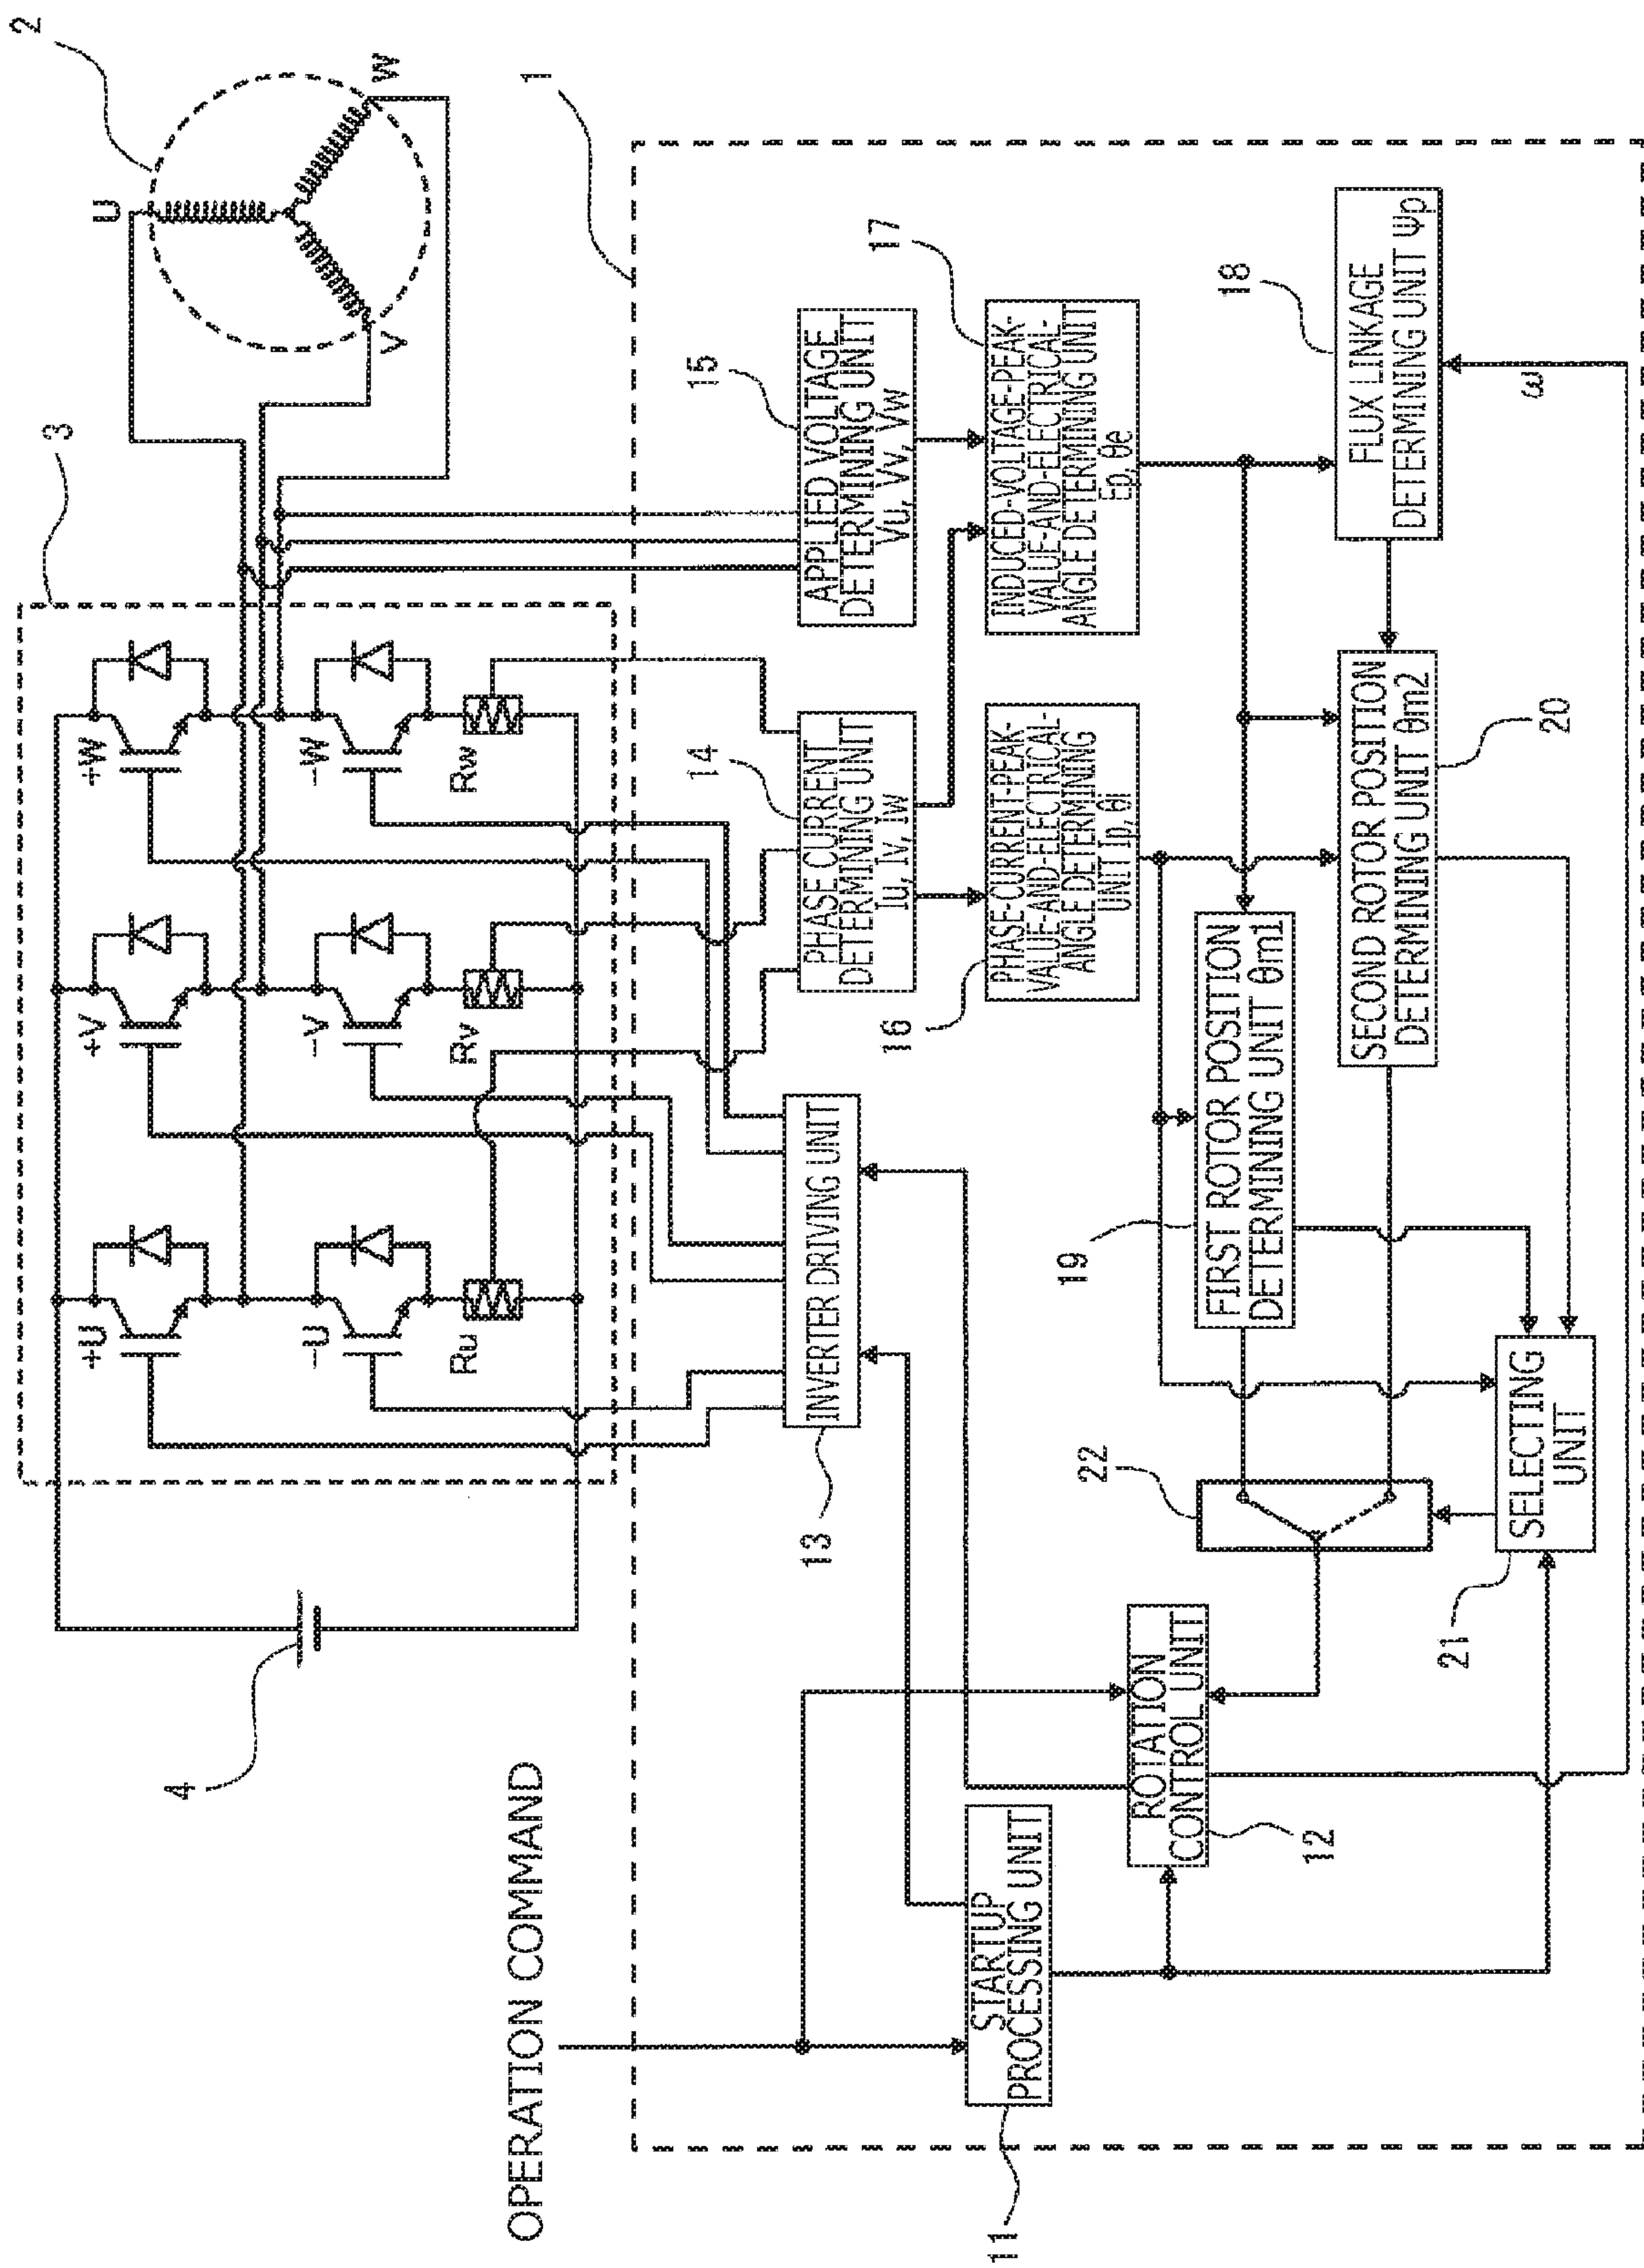 2
U
V
W
3
+U
+V
+W
-U
-V
-W
Ru
Rv
Rw
4
OPERATION COMMAND
1
INVERTER DRIVING UNIT
13
PHASE CURRENT
DETERMINING UNIT
Iu, Iv, Iw
14
APPLIED VOLTAGE
DETERMINING UNIT
Vu, Vv, Vw
15
STARTUP
PROCESSING UNIT
11
PHASE-CURRENT-PEAK-
VALUE-AND-ELECTRICAL-
ANGLE DETERMINING
UNIT Ip, θi
16
INDUCED-VOLTAGE-PEAK-
VALUE-AND-ELECTRICAL-
ANGLE DETERMINING UNIT
Ep, θe
17
ROTATION
CONTROL UNIT
12
22
FIRST ROTOR POSITION
DETERMINING UNIT θm1
19
SECOND ROTOR POSITION
DETERMINING UNIT θm2
20
FLUX LINKAGE
DETERMINING UNIT Ψp
18
ω
SELECTING
UNIT
21